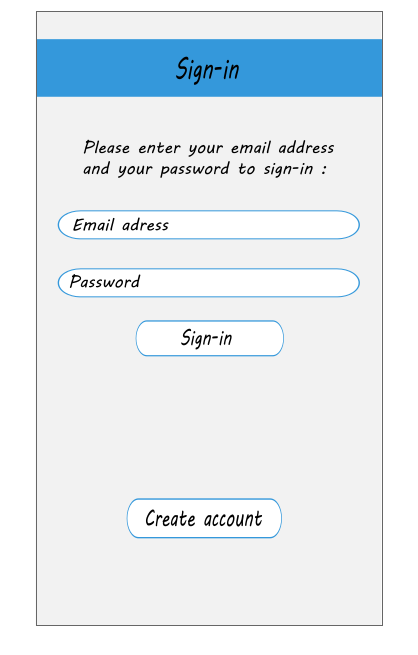 Sign-in
Please enter your email address
and your password to sign-in :
Email adress
Password
Sign-in
Create account